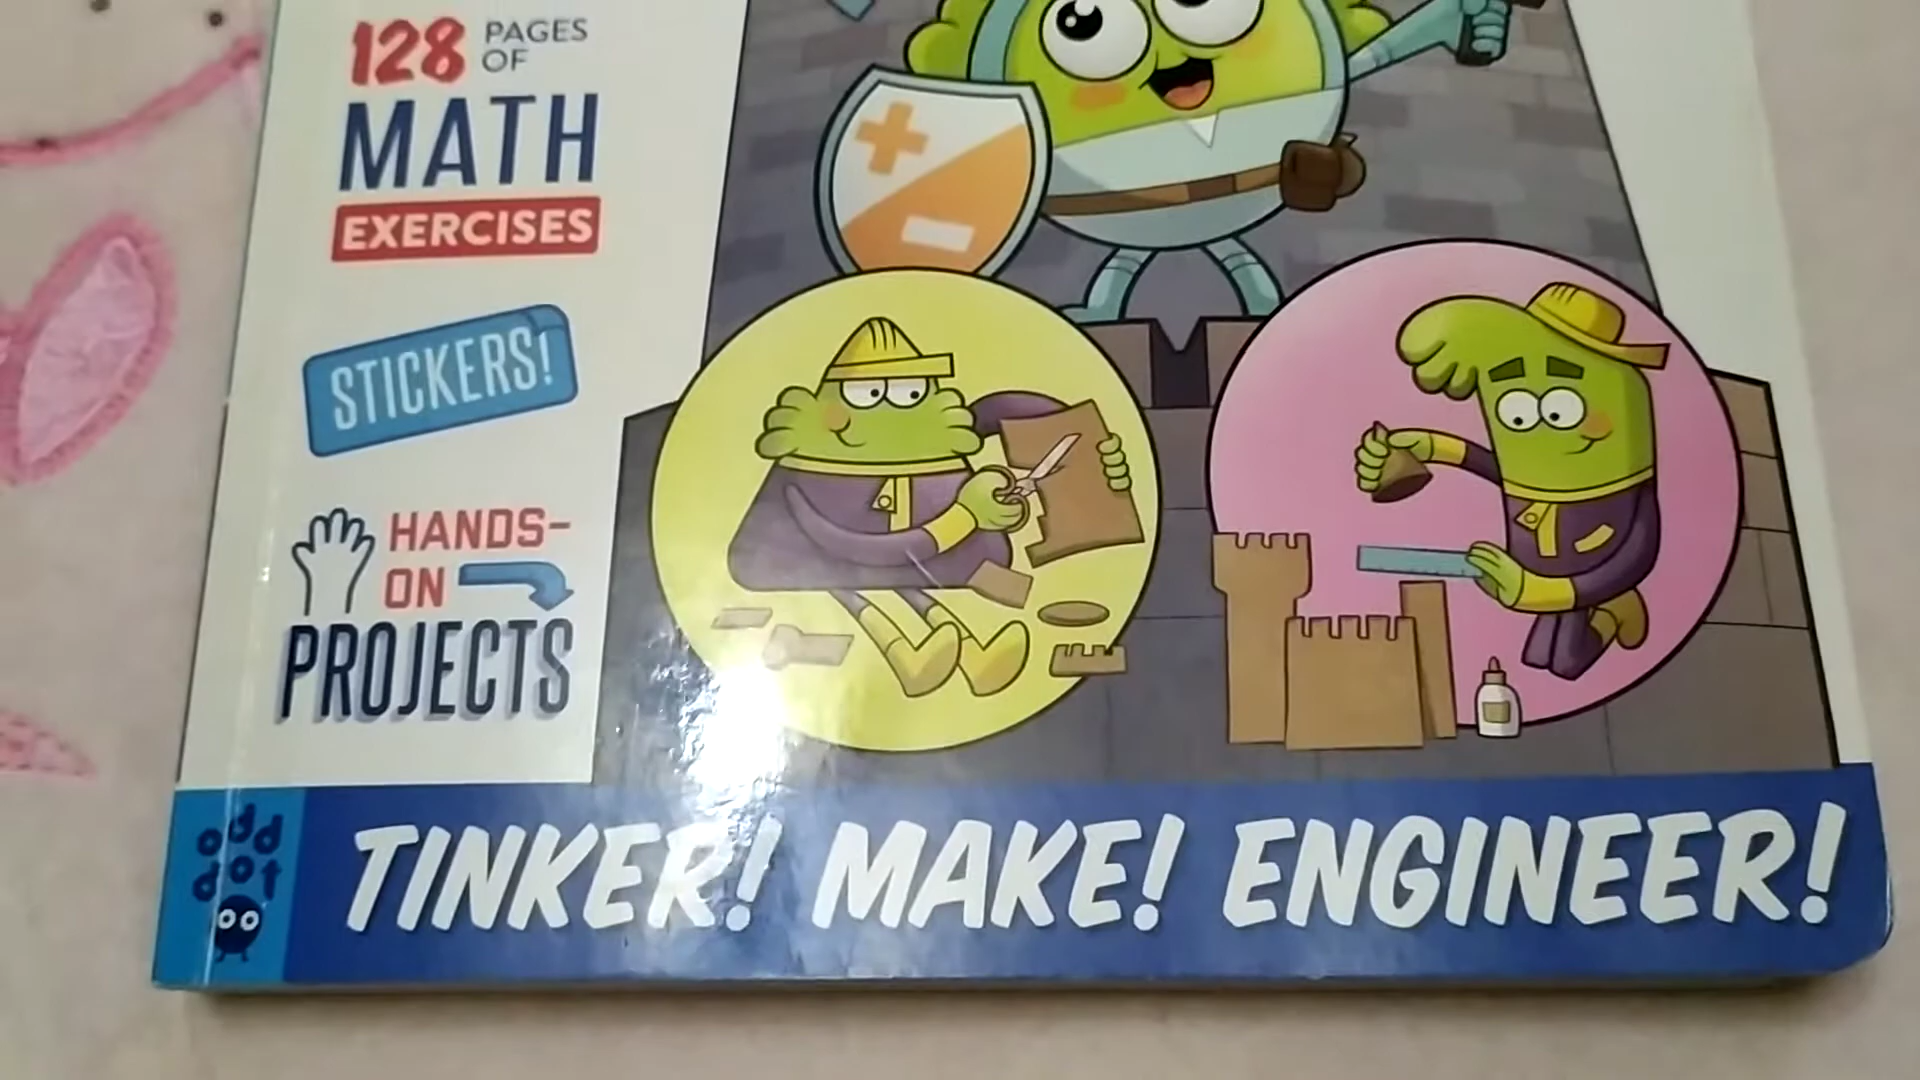 128 PAGES
OF
MATH
EXERCISES
STICKERS!
HANDS-
ON
PROJECTS
odd
dot
TINKER! MAKE! ENGINEER!